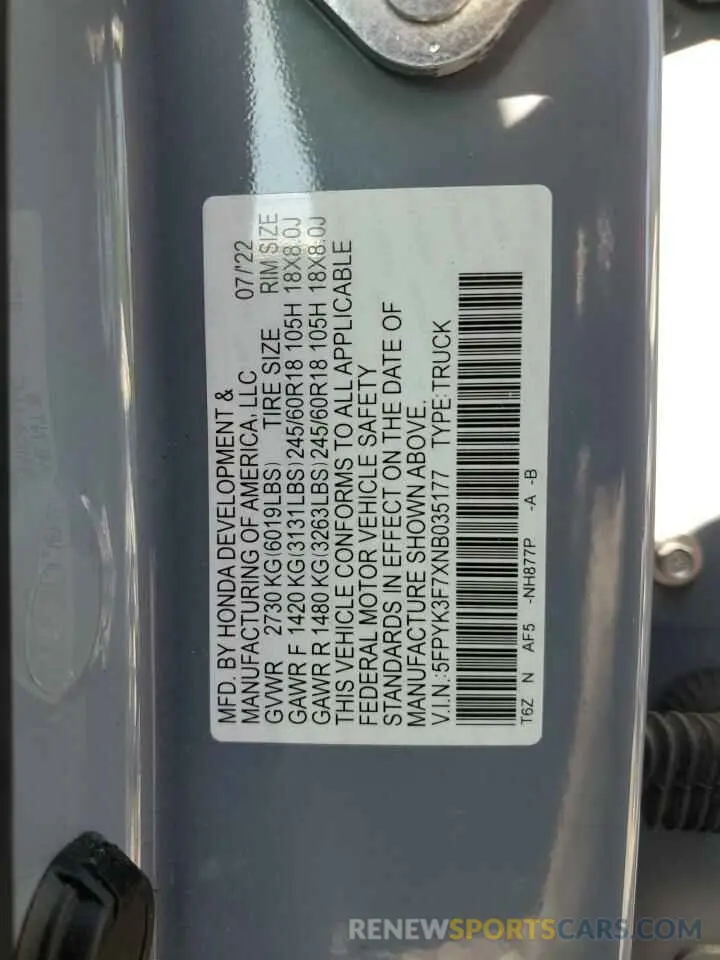 MFD. BY HONDA DEVELOPMENT &
MANUFACTURING OF AMERICA, LLC 07/'22
GVWR 2730 KG(6019LBS) TIRE SIZE RIM SIZE
GAWR F 1420 KG(3131LBS)245/60R18 105H 18X8.0J
GAWR R 1480 KG(3263LBS)245/60R18 105H 18X8.0J
THIS VEHICLE CONFORMS TO ALL APPLICABLE
FEDERAL MOTOR VEHICLE SAFETY
STANDARDS IN EFFECT ON THE DATE OF
MANUFACTURE SHOWN ABOVE.
V.I.N.:5FPYK3F7XNB035177 TYPE:TRUCK
T6Z N AF5 -NH877P -A -B
RENEWSPORTSCARS.COM